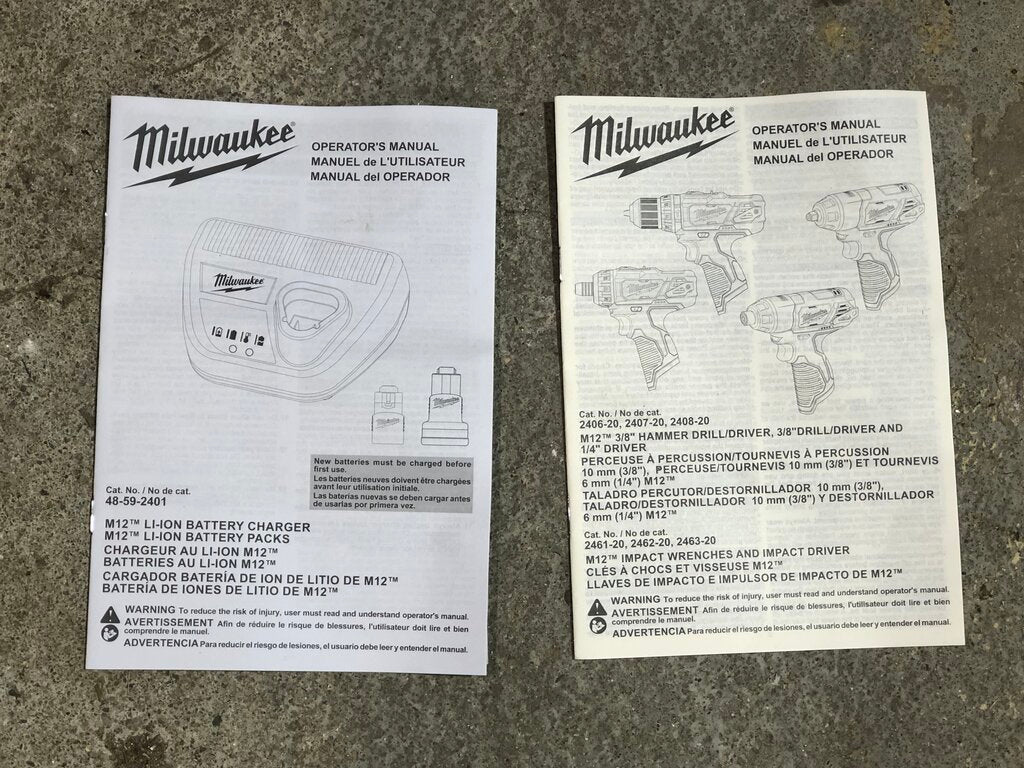 Milwaukee®
OPERATOR'S MANUAL
MANUEL de L'UTILISATEUR
MANUAL del OPERADOR
Milwaukee
Milwaukee
Milwaukee
New batteries must be charged before
first use.
Les batteries neuves doivent être chargées
avant leur utilisation initiale.
Las baterías nuevas se deben cargar antes
de usarlas por primera vez.
Cat. No. / No de cat.
48-59-2401
M12™ LI-ION BATTERY CHARGER
M12™ LI-ION BATTERY PACKS
CHARGEUR AU LI-ION M12™
BATTERIES AU LI-ION M12™
CARGADOR BATERÍA DE ION DE LITIO DE M12™
BATERÍA DE IONES DE LITIO DE M12™
WARNING To reduce the risk of injury, user must read and understand operator's manual.
AVERTISSEMENT Afin de réduire le risque de blessures, l'utilisateur doit lire et bien
comprendre le manuel.
ADVERTENCIA Para reducir el riesgo de lesiones, el usuario debe leer y entender el manual.
Milwaukee®
OPERATOR'S MANUAL
MANUEL de L'UTILISATEUR
MANUAL del OPERADOR
Milwaukee
Milwaukee
Milwaukee
Milwaukee
Cat. No. / No de cat.
2406-20, 2407-20, 2408-20
M12™ 3/8" HAMMER DRILL/DRIVER, 3/8"DRILL/DRIVER AND
1/4" DRIVER
PERCEUSE À PERCUSSION/TOURNEVIS À PERCUSSION
10 mm (3/8"), PERCEUSE/TOURNEVIS 10 mm (3/8") ET TOURNEVIS
6 mm (1/4") M12™
TALADRO PERCUTOR/DESTORNILLADOR 10 mm (3/8"),
TALADRO/DESTORNILLADOR 10 mm (3/8") Y DESTORNILLADOR
6 mm (1/4") M12™
Cat. No. / No de cat.
2461-20, 2462-20, 2463-20
M12™ IMPACT WRENCHES AND IMPACT DRIVER
CLÉS À CHOCS ET VISSEUSE M12™
LLAVES DE IMPACTO E IMPULSOR DE IMPACTO DE M12™
WARNING To reduce the risk of injury, user must read and understand operator's manual.
AVERTISSEMENT Afin de réduire le risque de blessures, l'utilisateur doit lire et bien
comprendre le manuel.
ADVERTENCIA Para reducir el riesgo de lesiones, el usuario debe leer y entender el manual.